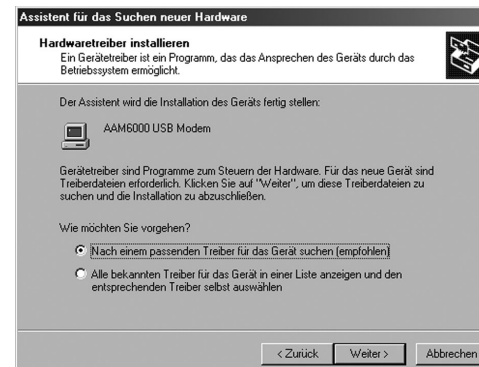 Assistent für das Suchen neuer Hardware
Hardwaretreiber installieren
Ein Gerätetreiber ist ein Programm, das das Ansprechen des Geräts durch das
Betriebssystem ermöglicht.
Der Assistent wird die Installation des Geräts fertig stellen:
AAM6000 USB Modem
Gerätetreiber sind Programme zum Steuern der Hardware. Für das neue Gerät sind
Treiberdateien erforderlich. Klicken Sie auf "Weiter", um diese Treiberdateien zu
suchen und die Installation zu abzuschließen.
Wie möchten Sie vorgehen?
Nach einem passenden Treiber für das Gerät suchen (empfohlen)
Alle bekannten Treiber für das Gerät in einer Liste anzeigen und den
entsprechenden Treiber selbst auswählen
< Zurück Weiter > Abbrechen